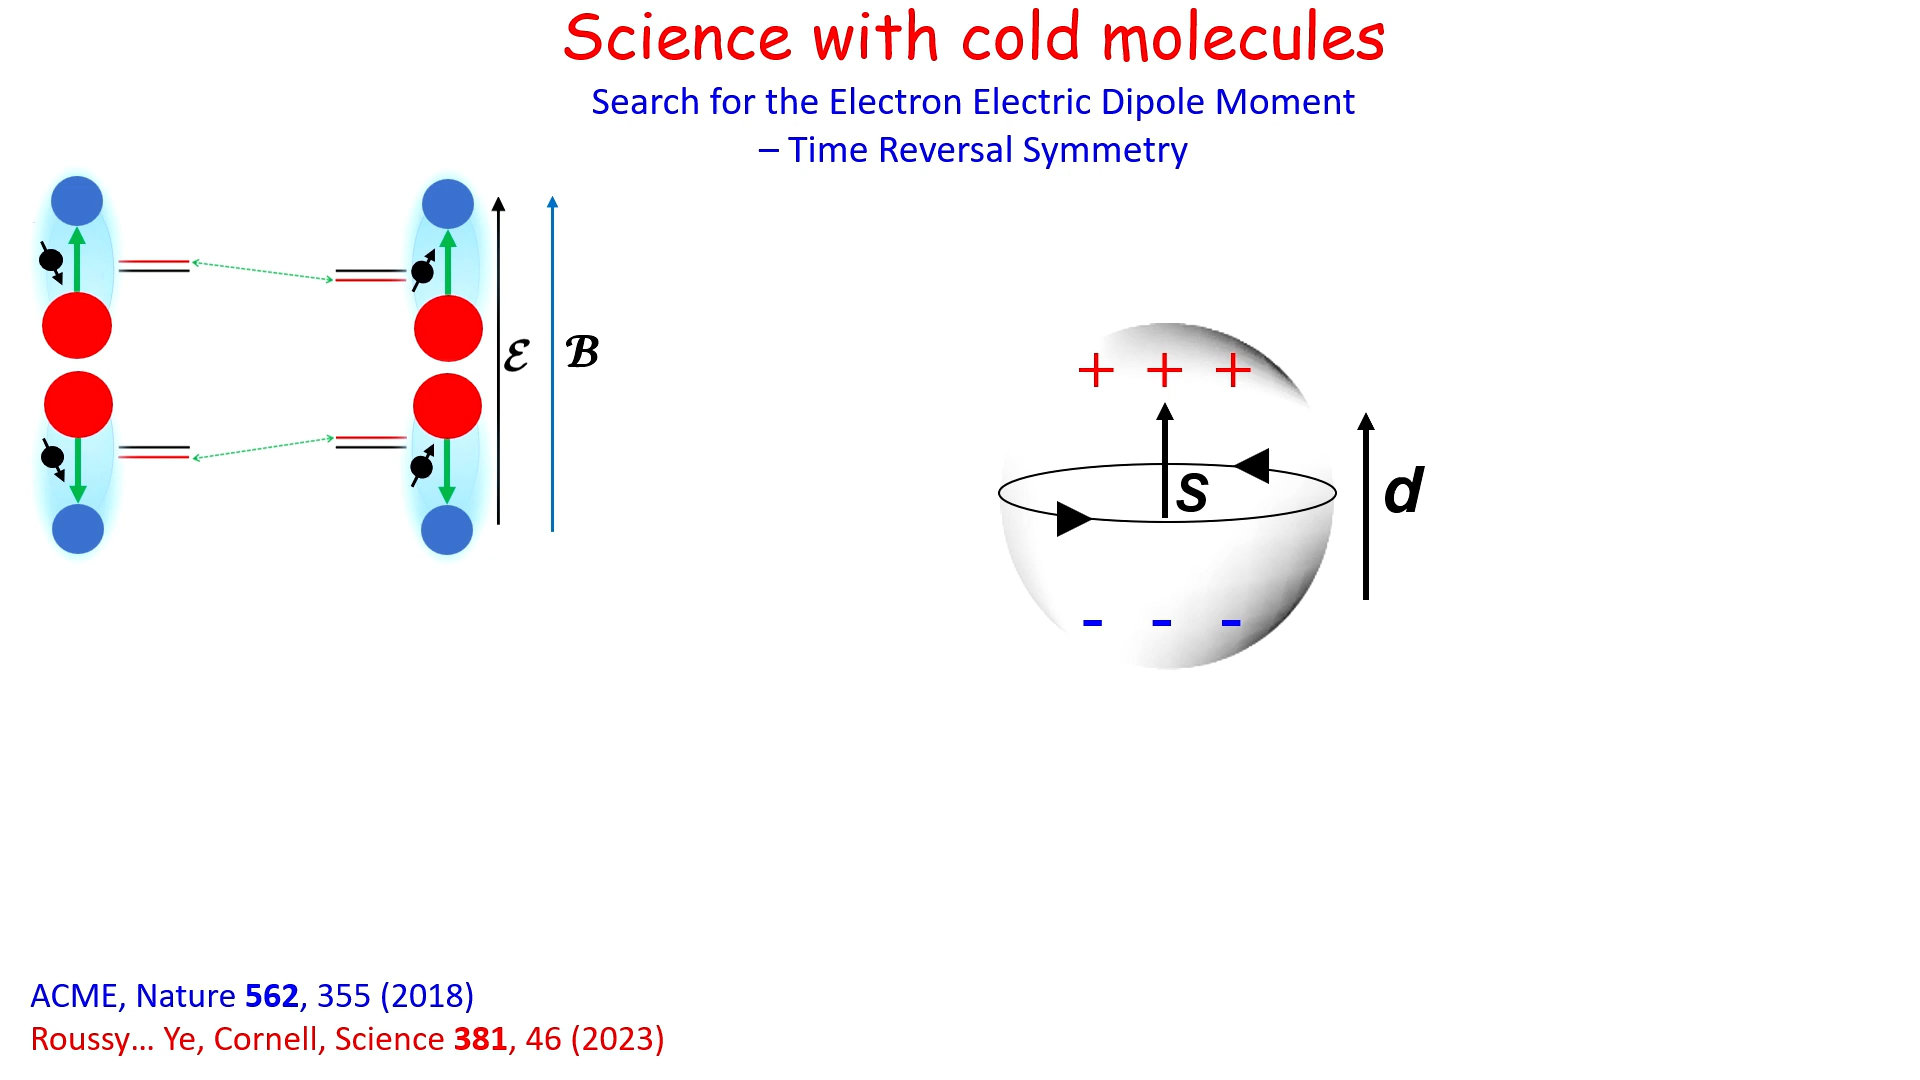 Science with cold molecules
Search for the Electron Electric Dipole Moment
– Time Reversal Symmetry
ℰ
ℬ
+ + +
S
d
- - -
ACME, Nature 562, 355 (2018)
Roussy... Ye, Cornell, Science 381, 46 (2023)